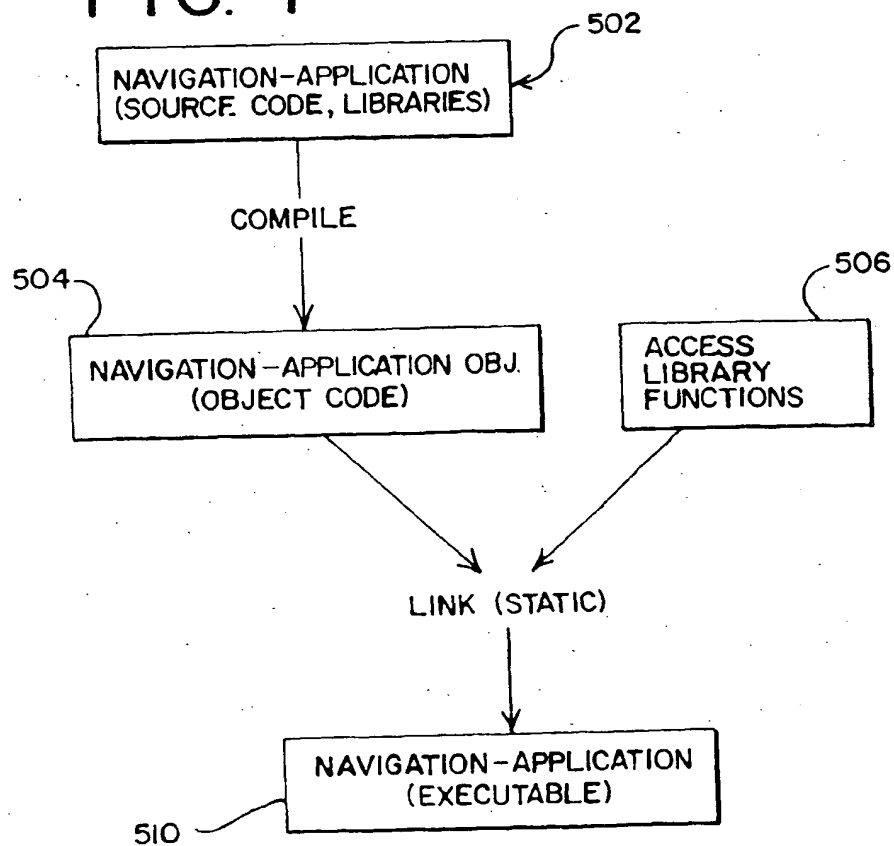 502
NAVIGATION-APPLICATION
(SOURCE CODE, LIBRARIES)
COMPILE
504
506
NAVIGATION-APPLICATION OBJ.
(OBJECT CODE)
ACCESS
LIBRARY
FUNCTIONS
LINK (STATIC)
NAVIGATION-APPLICATION
(EXECUTABLE)
510